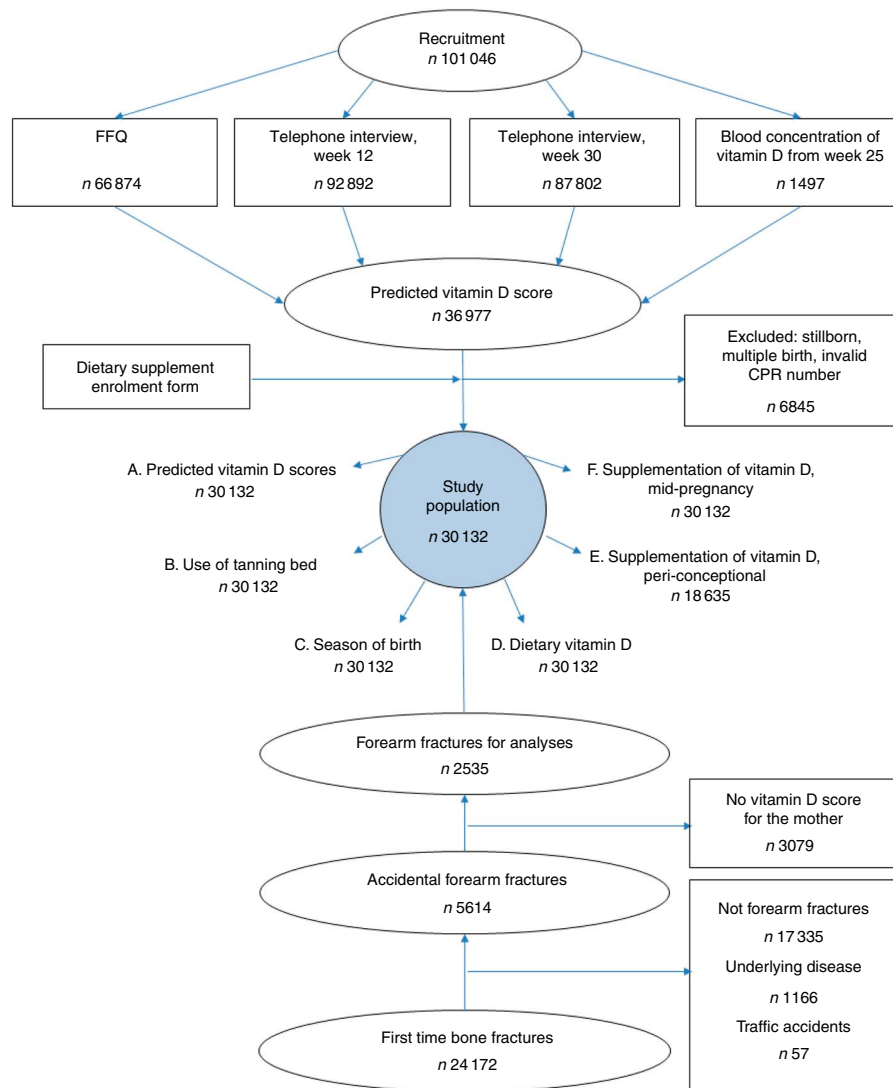 Recruitment
n 101 046
FFQ
n 66 874
Telephone interview,
week 12
n 92 892
Telephone interview,
week 30
n 87 802
Blood concentration of
vitamin D from week 25
n 1497
Predicted vitamin D score
n 36 977
Dietary supplement
enrolment form
Excluded: stillborn,
multiple birth, invalid
CPR number
n 6845
A. Predicted vitamin D scores
n 30 132
Study
population
n 30 132
F. Supplementation of vitamin D,
mid-pregnancy
n 30 132
B. Use of tanning bed
n 30 132
E. Supplementation of vitamin D,
peri-conceptional
n 18 635
C. Season of birth
n 30 132
D. Dietary vitamin D
n 30 132
Forearm fractures for analyses
n 2535
No vitamin D score
for the mother
n 3079
Accidental forearm fractures
n 5614
Not forearm fractures
n 17 335
Underlying disease
n 1166
Traffic accidents
n 57
First time bone fractures
n 24 172